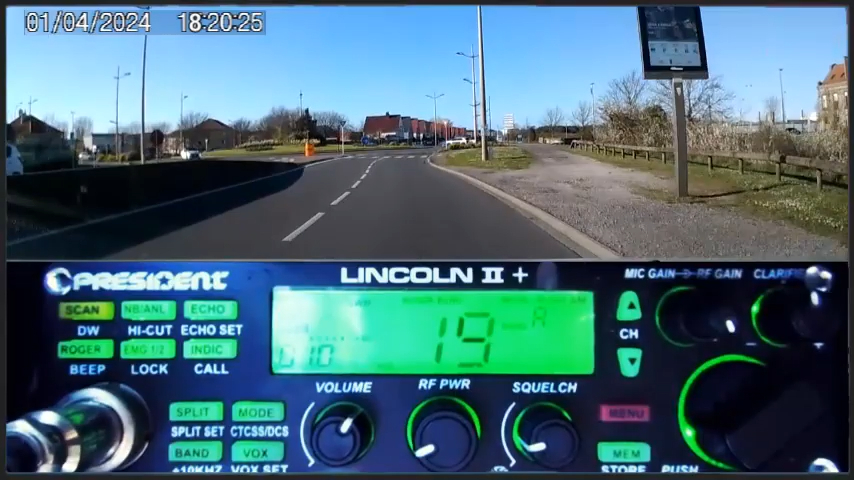 01/04/2024 18:20:25
PRESIDENT LINCOLN II + MIC GAIN RF GAIN
SCAN NB/ANL ECHO
DW HI-CUT ECHO SET
ROGER EMG 1/2 INDIC
BEEP LOCK CALL
19 A
CH
VOLUME RF PWR SQUELCH
SPLIT MODE
SPLIT SET CTCSS/DCS
BAND VOX
+10KHZ VOX SET
MENU
MEM
STORE PUSH